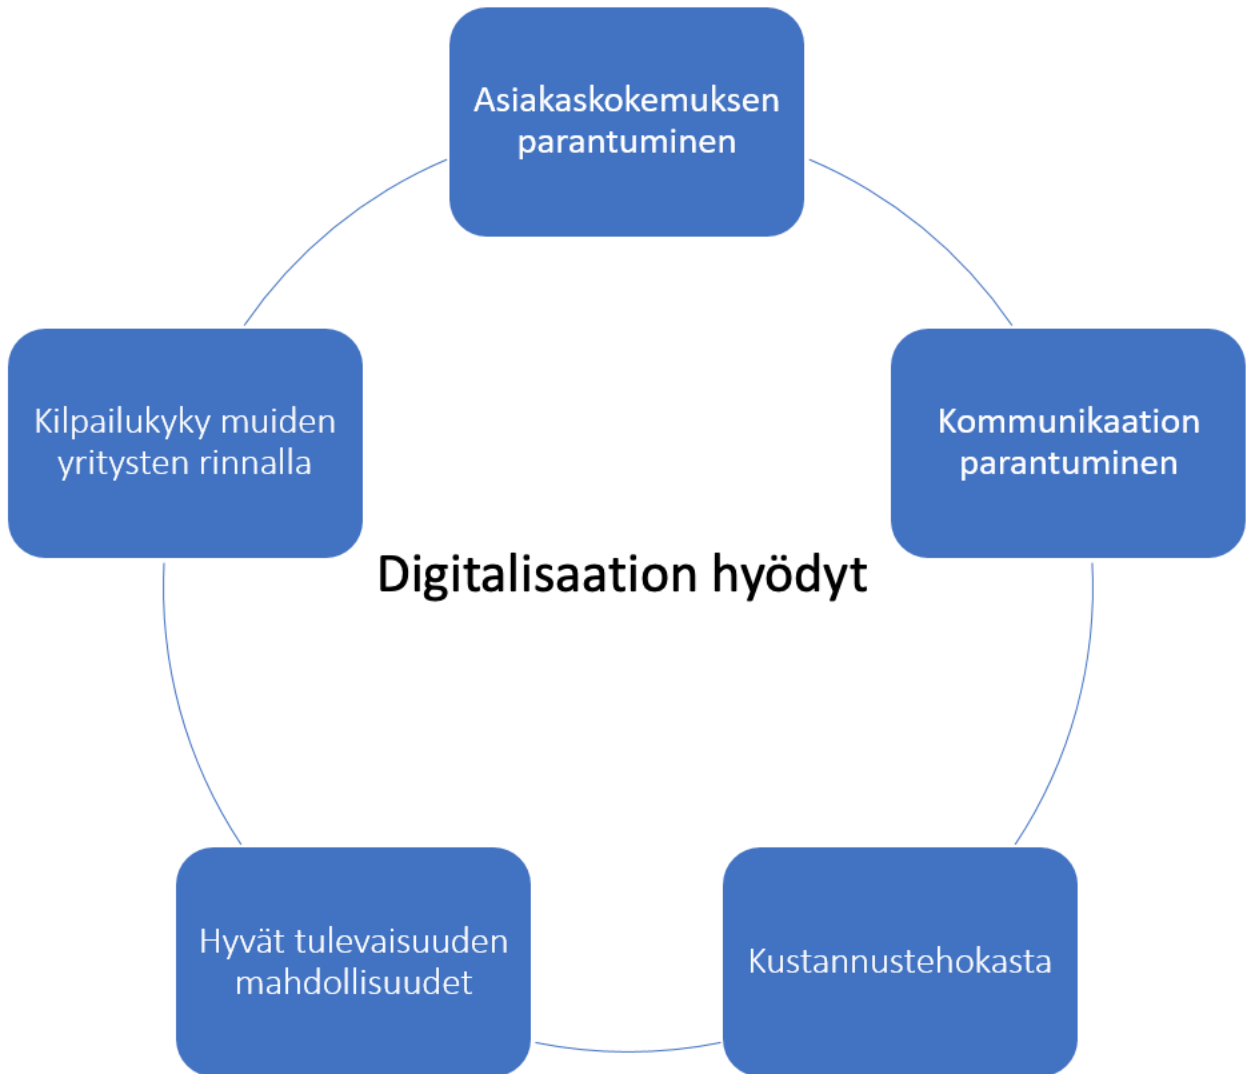 Asiakaskokemuksen
parantuminen
Kommunikaation
parantuminen
Kilpailukyky muiden
yritysten rinnalla
Digitalisaation hyödyt
Hyvät tulevaisuuden
mahdollisuudet
Kustannustehokasta